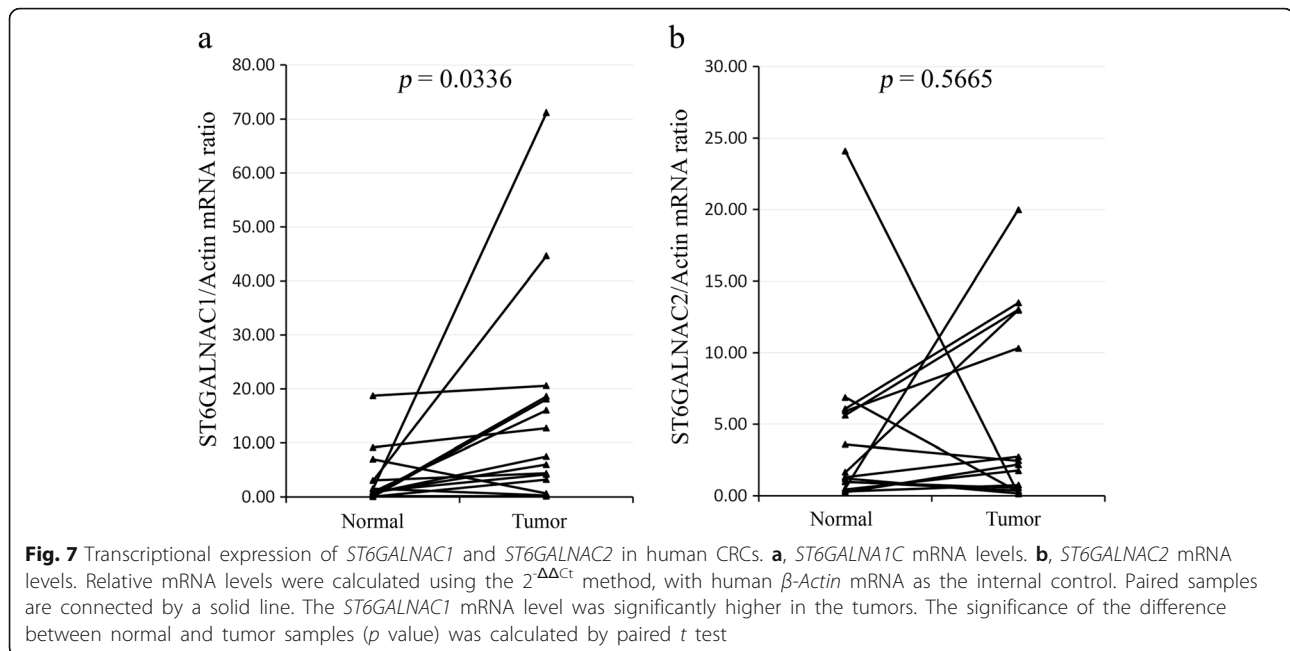 a
ST6GALNAC1/Actin mRNA ratio
80.00
70.00
60.00
50.00
40.00
30.00
20.00
10.00
0.00
p = 0.0336
Normal Tumor
b
ST6GALNAC2/Actin mRNA ratio
30.00
25.00
20.00
15.00
10.00
5.00
0.00
p = 0.5665
Normal Tumor
Fig. 7 Transcriptional expression of ST6GALNAC1 and ST6GALNAC2 in human CRCs. a, ST6GALNA1C mRNA levels. b, ST6GALNAC2 mRNA
levels. Relative mRNA levels were calculated using the 2-ΔΔCt method, with human β-Actin mRNA as the internal control. Paired samples
are connected by a solid line. The ST6GALNAC1 mRNA level was significantly higher in the tumors. The significance of the difference
between normal and tumor samples (p value) was calculated by paired t test